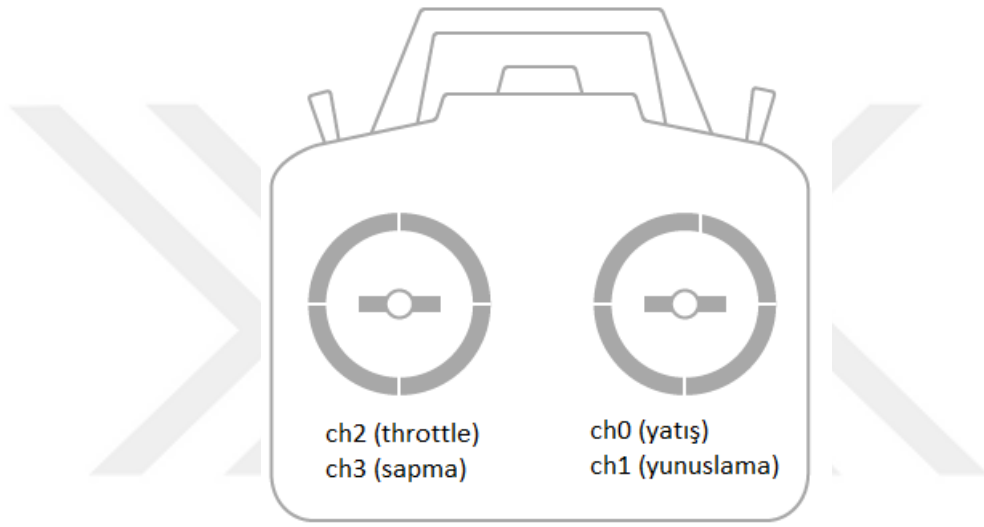 ch2 (throttle)
ch3 (sapma)
ch0 (yatış)
ch1 (yunuslama)